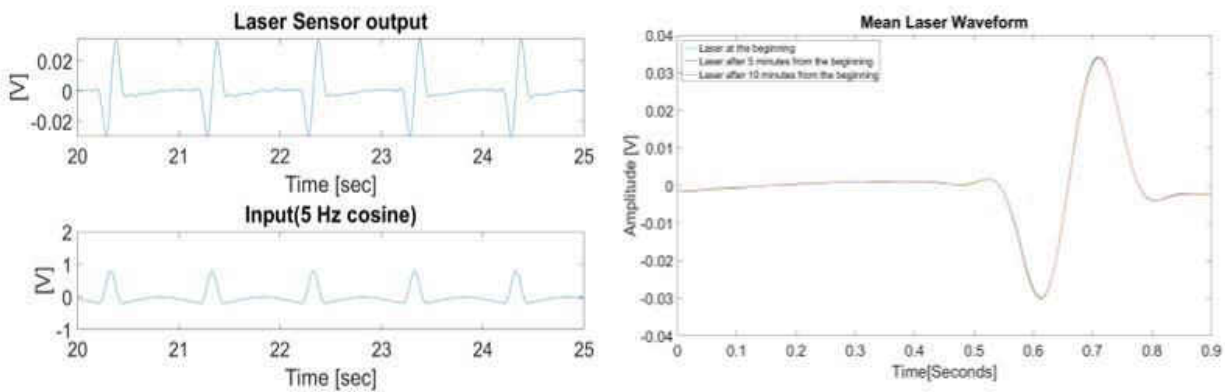 Laser Sensor output
[V]
0.02
0
-0.02
20 21 22 23 24 25
Time [sec]
Input(5 Hz cosine)
[V]
2
1
0
-1
20 21 22 23 24 25
Time [sec]
Mean Laser Waveform
Laser at the beginning
Laser after 5 minutes from the beginning
Laser after 10 minutes from the beginning
Amplitude [V]
0.04
0.03
0.02
0.01
0
-0.01
-0.02
-0.03
-0.04
0 0.1 0.2 0.3 0.4 0.5 0.6 0.7 0.8 0.9
Time[Seconds]